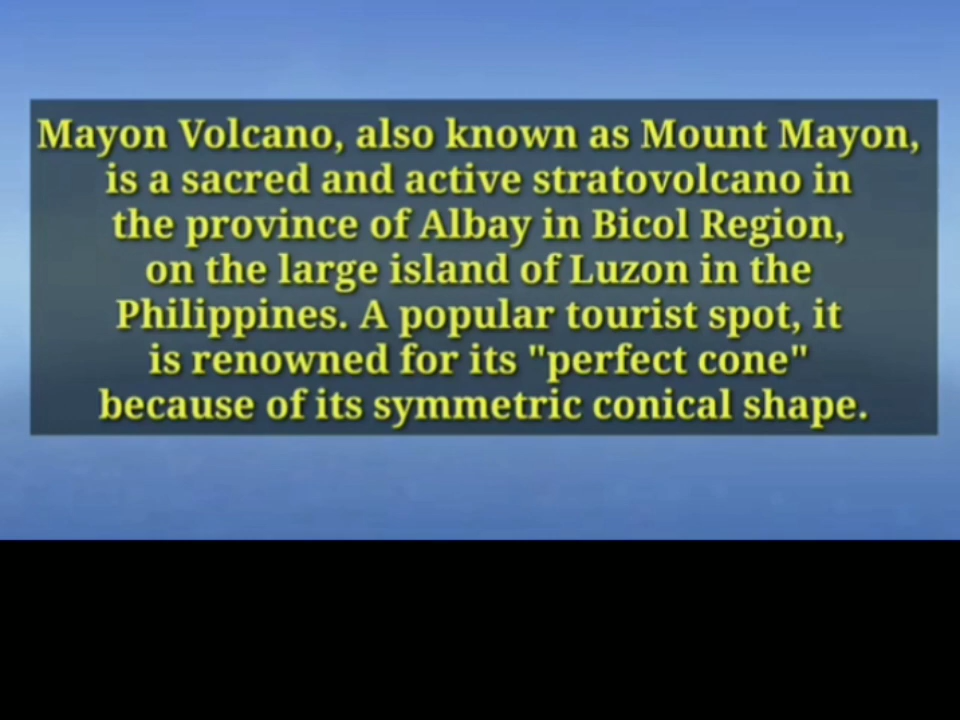 Mayon Volcano, also known as Mount Mayon,
is a sacred and active stratovolcano in
the province of Albay in Bicol Region,
on the large island of Luzon in the
Philippines. A popular tourist spot, it
is renowned for its "perfect cone"
because of its symmetric conical shape.